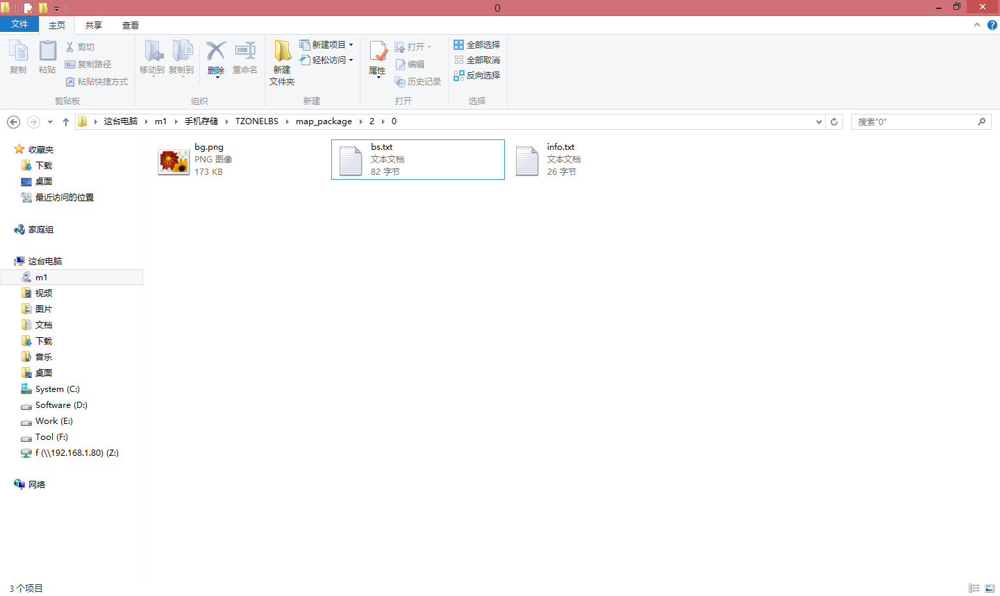 0
文件 主页 共享 查看
复制 粘贴 剪切 复制路径 粘贴快捷方式
剪贴板
移动到 复制到 删除 重命名
组织
新建文件夹 新建项目 轻松访问
新建
属性 打开 编辑 历史记录
打开
全部选择 全部取消 反向选择
选择
这台电脑 m1 手机存储 TZONELBS map_package 2 0
搜索"0"
收藏夹
下载
桌面
最近访问的位置
家庭组
这台电脑
m1
视频
图片
文档
下载
音乐
桌面
System (C:)
Software (D:)
Work (E:)
Tool (F:)
f (\\192.168.1.80) (Z:)
网络
bg.png
PNG 图像
173 KB
bs.txt
文本文档
82 字节
info.txt
文本文档
26 字节
3 个项目